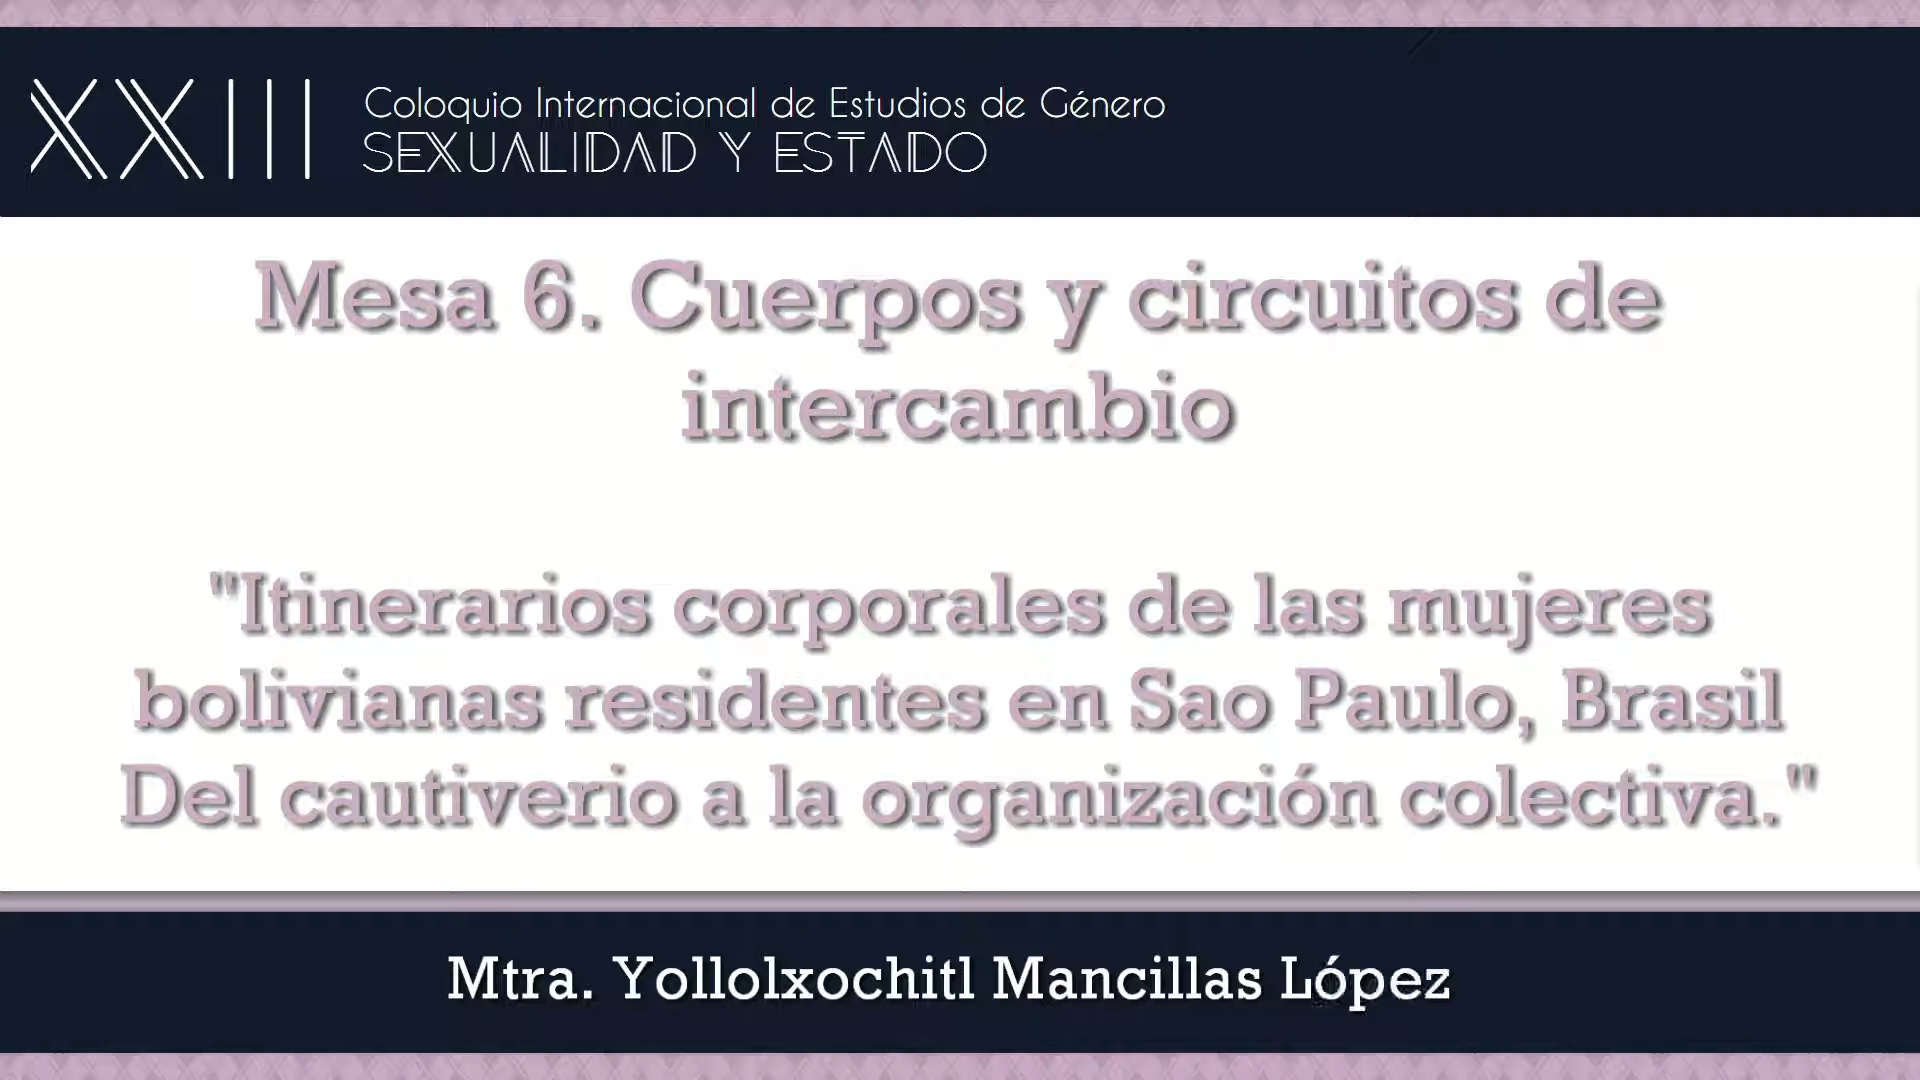 XXIII
Coloquio Internacional de Estudios de Género
SEXUALIDAD Y ESTADO
Mesa 6. Cuerpos y circuitos de
intercambio
"Itinerarios corporales de las mujeres
bolivianas residentes en Sao Paulo, Brasil
Del cautiverio a la organización colectiva."
Mtra. Yollolxochitl Mancillas López